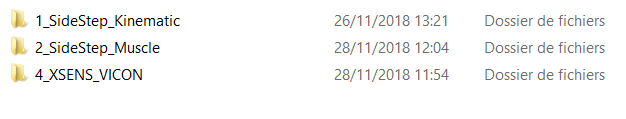 1_SideStep_Kinematic 26/11/2018 13:21 Dossier de fichiers
2_SideStep_Muscle 28/11/2018 12:04 Dossier de fichiers
4_XSENS_VICON 28/11/2018 11:54 Dossier de fichiers